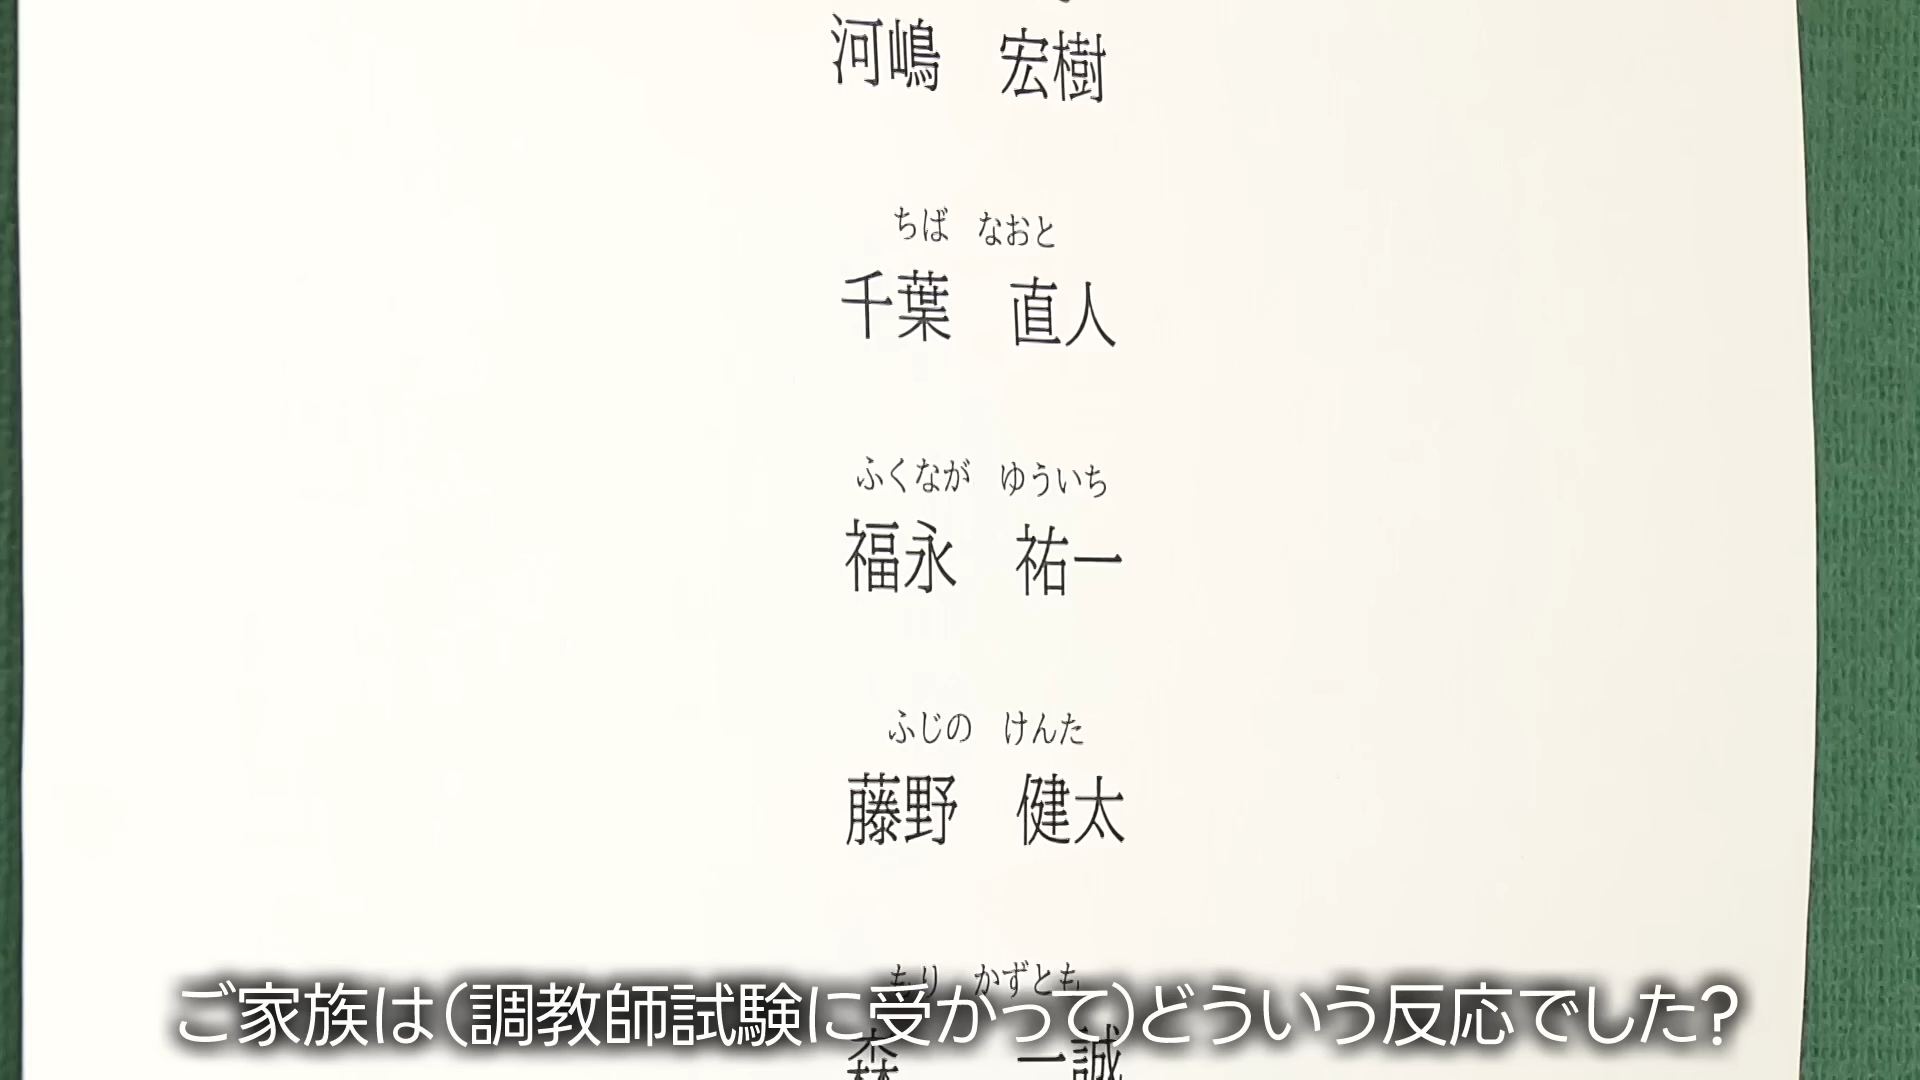 河嶋　宏樹
ちば　なおと
千葉　直人
ふくなが　ゆういち
福永　祐一
ふじの　けんた
藤野　健太
もり　かずとも
ご家族は（調教師試験に受かって）どういう反応でした？
森　一誠